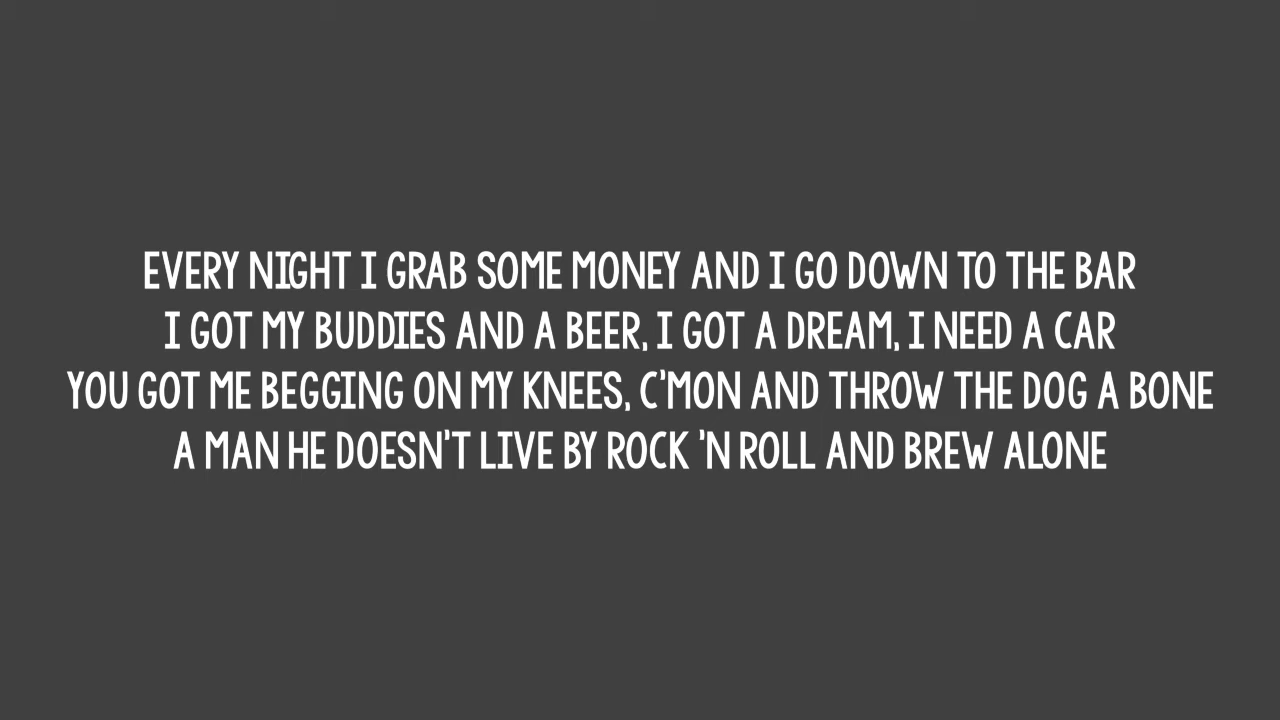 EVERY NIGHT I GRAB SOME MONEY AND I GO DOWN TO THE BAR
I GOT MY BUDDIES AND A BEER, I GOT A DREAM, I NEED A CAR
YOU GOT ME BEGGING ON MY KNEES, C'MON AND THROW THE DOG A BONE
A MAN HE DOESN'T LIVE BY ROCK 'N ROLL AND BREW ALONE